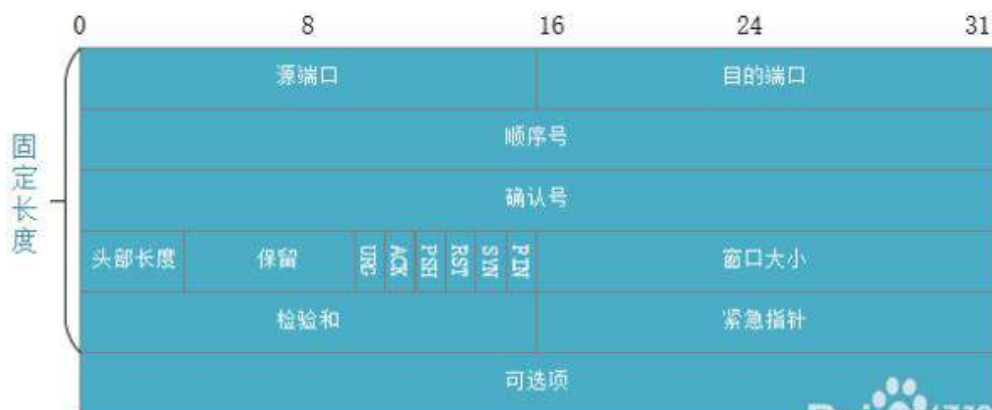 0 8 16 24 31
源端口 目的端口
顺序号
固定长度
确认号
头部长度 保留 URG ACK PSH RST SYN FIN 窗口大小
检验和 紧急指针
可选项